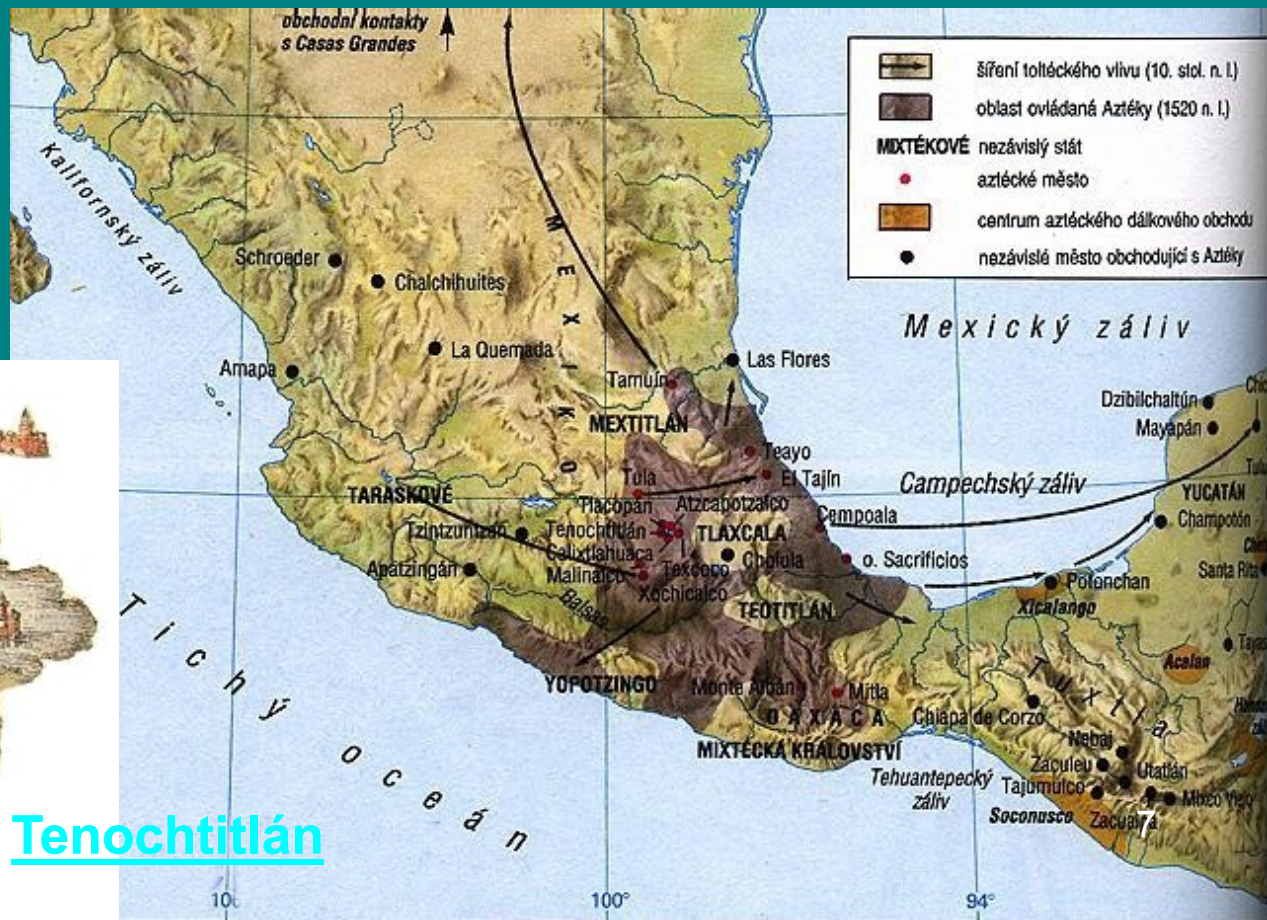 obchodní kontakty
s Casas Grandes
šíření toltéckého vlivu (10. stol. n. l.)
oblast ovládaná Aztéky (1520 n. l.)
MIXTÉKOVÉ nezávislý stát
aztécké město
centrum aztéckého dálkového obchodu
nezávislé město obchodující s Aztéky
Kalifornský záliv
Schroeder
Chalchihuites
MEXIKO
Mexický záliv
La Quemada
Amapa
Las Flores
Tamuín
Dzibilchaltún
Mayapán
MEXTITLÁN
Teayo
El Tajín
Tula
Campechský záliv
TARASKOVÉ
Tlacopán
Atzcapotzalco
YUCATÁN
Cempoala
Champotón
Tzintzuntzan
Tenochtitlán
TLAXCALA
Calixtlahuaca
Texcoco
Cholula
o. Sacrificios
Apatzingán
Malinalco
Xochicalco
Santa Rita
Potonchan
Xicalango
Balsas
TEOTITLÁN
Tichý oceán
Acalan
YOPOTZINGO
Monte Albán
Mitla
Tuxtla
OAXACA
Chiapa de Corzo
MIXTÉCKÁ KRÁLOVSTVÍ
Nebaj
Zaculeu
Utatlán
Tehuantepecký
záliv
Tajumulco
Mixco Viejo
Soconusco
Zacualpa
7
Tenochtitlán
100°
94°